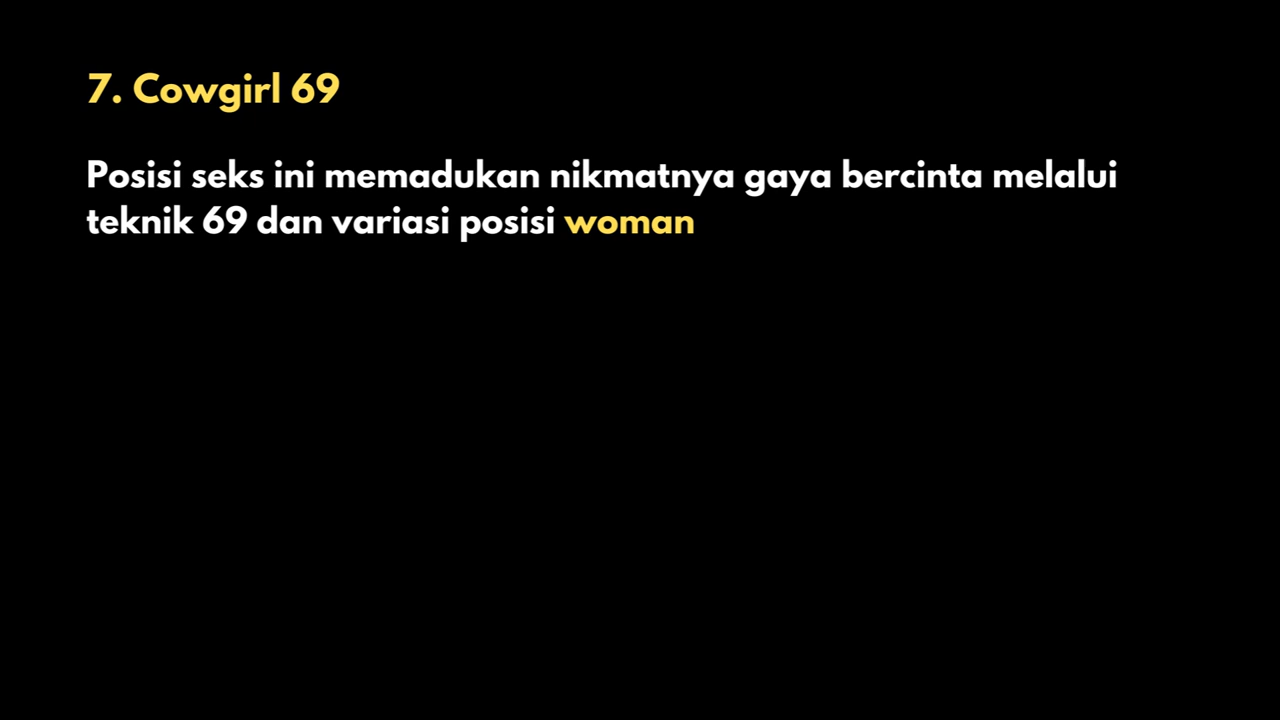 7. Cowgirl 69
Posisi seks ini memadukan nikmatnya gaya bercinta melalui
teknik 69 dan variasi posisi woman